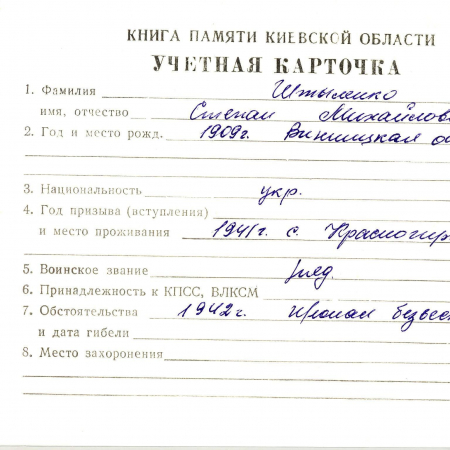 КНИГА ПАМЯТИ КИЕВСКОЙ ОБЛАСТИ
УЧЕТНАЯ КАРТОЧКА
1. Фамилия Штыленко
имя, отчество Степан Михайлов
2. Год и место рожд. 1909г. Винницкая о
3. Национальность укр.
4. Год призыва (вступления)
и место проживания 1941г. с. Красногор
5. Воинское звание ряд
6. Принадлежность к КПСС, ВЛКСМ
7. Обстоятельства 1942г. пропал безвес
и дата гибели
8. Место захоронения